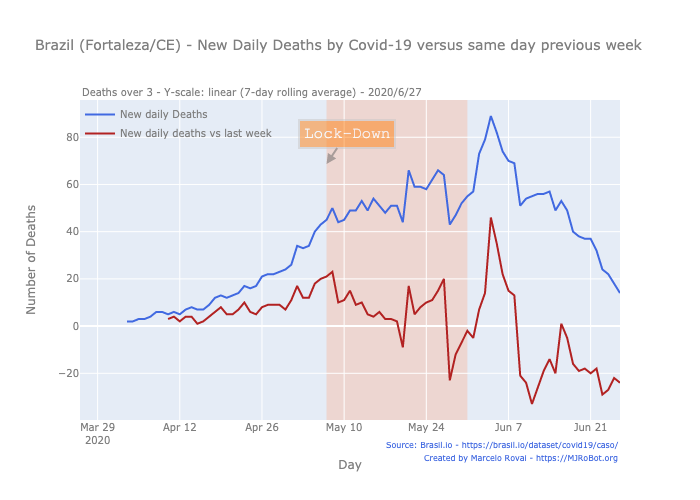 Brazil (Fortaleza/CE) - New Daily Deaths by Covid-19 versus same day previous week
Deaths over 3 - Y-scale: linear (7-day rolling average) - 2020/6/27
New daily Deaths
New daily deaths vs last week
Lock-Down
Number of Deaths
80
60
40
20
0
−20
Mar 29
2020
Apr 12
Apr 26
May 10
May 24
Jun 7
Jun 21
Day
Source: Brasil.io - https://brasil.io/dataset/covid19/caso/
Created by Marcelo Rovai - https://MJRoBot.org